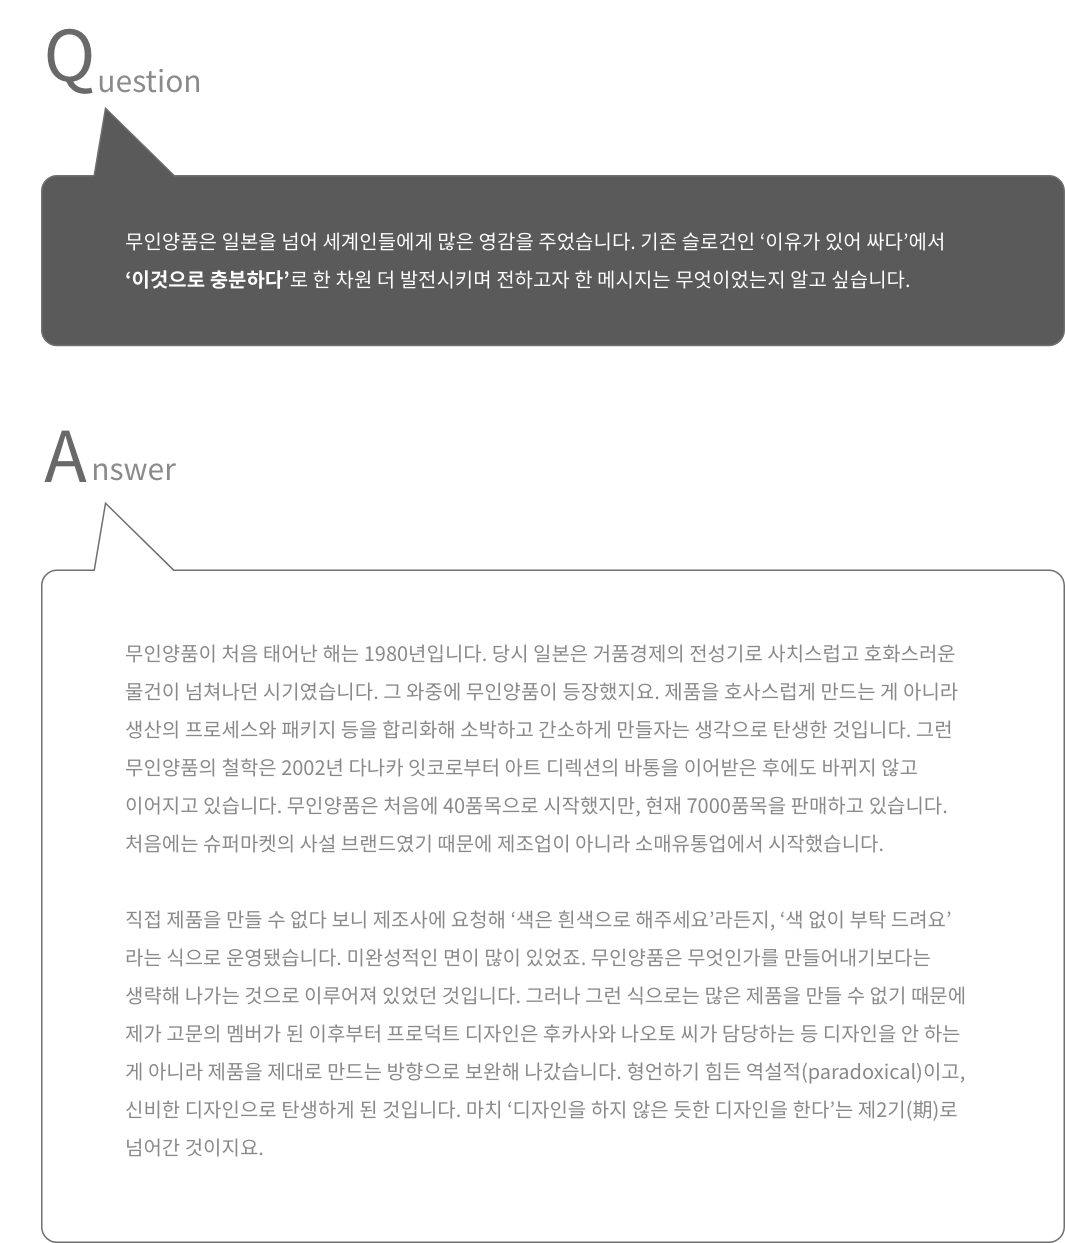 Question
무인양품은 일본을 넘어 세계인들에게 많은 영감을 주었습니다. 기존 슬로건인 ‘이유가 있어 싸다’에서
‘이것으로 충분하다’로 한 차원 더 발전시키며 전하고자 한 메시지는 무엇이었는지 알고 싶습니다.
Answer
무인양품이 처음 태어난 해는 1980년입니다. 당시 일본은 거품경제의 전성기로 사치스럽고 호화스러운
물건이 넘쳐나던 시기였습니다. 그 와중에 무인양품이 등장했지요. 제품을 호사스럽게 만드는 게 아니라
생산의 프로세스와 패키지 등을 합리화해 소박하고 간소하게 만들자는 생각으로 탄생한 것입니다. 그런
무인양품의 철학은 2002년 다나카 잇코로부터 아트 디렉션의 바통을 이어받은 후에도 바뀌지 않고
이어지고 있습니다. 무인양품은 처음에 40품목으로 시작했지만, 현재 7000품목을 판매하고 있습니다.
처음에는 슈퍼마켓의 사설 브랜드였기 때문에 제조업이 아니라 소매유통업에서 시작했습니다.
직접 제품을 만들 수 없다 보니 제조사에 요청해 ‘색은 흰색으로 해주세요’라든지, ‘색 없이 부탁 드려요’
라는 식으로 운영됐습니다. 미완성적인 면이 많이 있었죠. 무인양품은 무엇인가를 만들어내기보다는
생략해 나가는 것으로 이루어져 있었던 것입니다. 그러나 그런 식으로는 많은 제품을 만들 수 없기 때문에
제가 고문의 멤버가 된 이후부터 프로덕트 디자인은 후카사와 나오토 씨가 담당하는 등 디자인을 안 하는
게 아니라 제품을 제대로 만드는 방향으로 보완해 나갔습니다. 형언하기 힘든 역설적(paradoxical)이고,
신비한 디자인으로 탄생하게 된 것입니다. 마치 ‘디자인을 하지 않은 듯한 디자인을 한다’는 제2기(期)로
넘어간 것이지요.